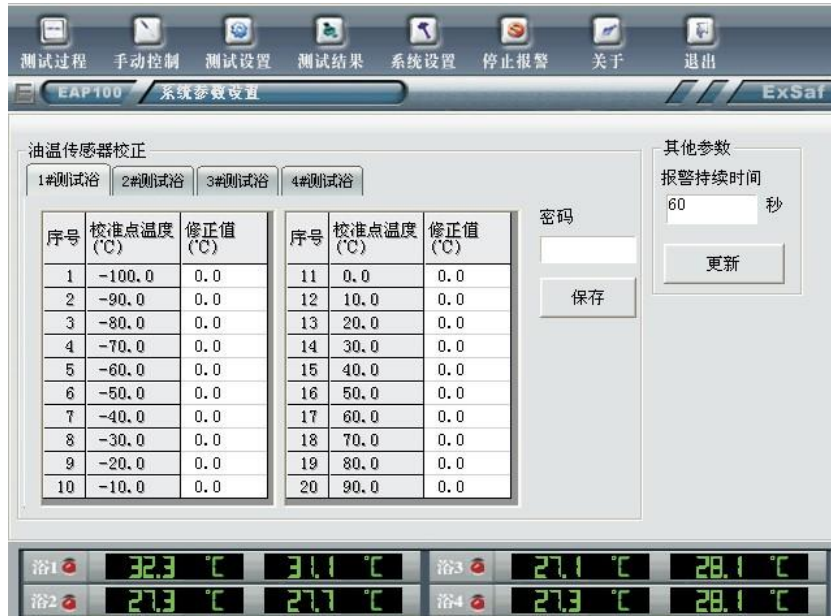 测试过程 手动控制 测试设置 测试结果 系统设置 停止报警 关于 退出
EAP100 系统参数设置 ExSaf
油温传感器校正 其他参数
1#测试浴 2#测试浴 3#测试浴 4#测试浴 报警持续时间
60 秒
密码
更新
保存
序号 校准点温度(℃) 修正值(℃) 序号 校准点温度(℃) 修正值(℃)
1 -100.0 0.0 11 0.0 0.0
2 -90.0 0.0 12 10.0 0.0
3 -80.0 0.0 13 20.0 0.0
4 -70.0 0.0 14 30.0 0.0
5 -60.0 0.0 15 40.0 0.0
6 -50.0 0.0 16 50.0 0.0
7 -40.0 0.0 17 60.0 0.0
8 -30.0 0.0 18 70.0 0.0
9 -20.0 0.0 19 80.0 0.0
10 -10.0 0.0 20 90.0 0.0
浴1 32.3 ℃ 31.1 ℃ 浴3 27.1 ℃ 28.1 ℃
浴2 27.3 ℃ 27.7 ℃ 浴4 27.3 ℃ 28.1 ℃